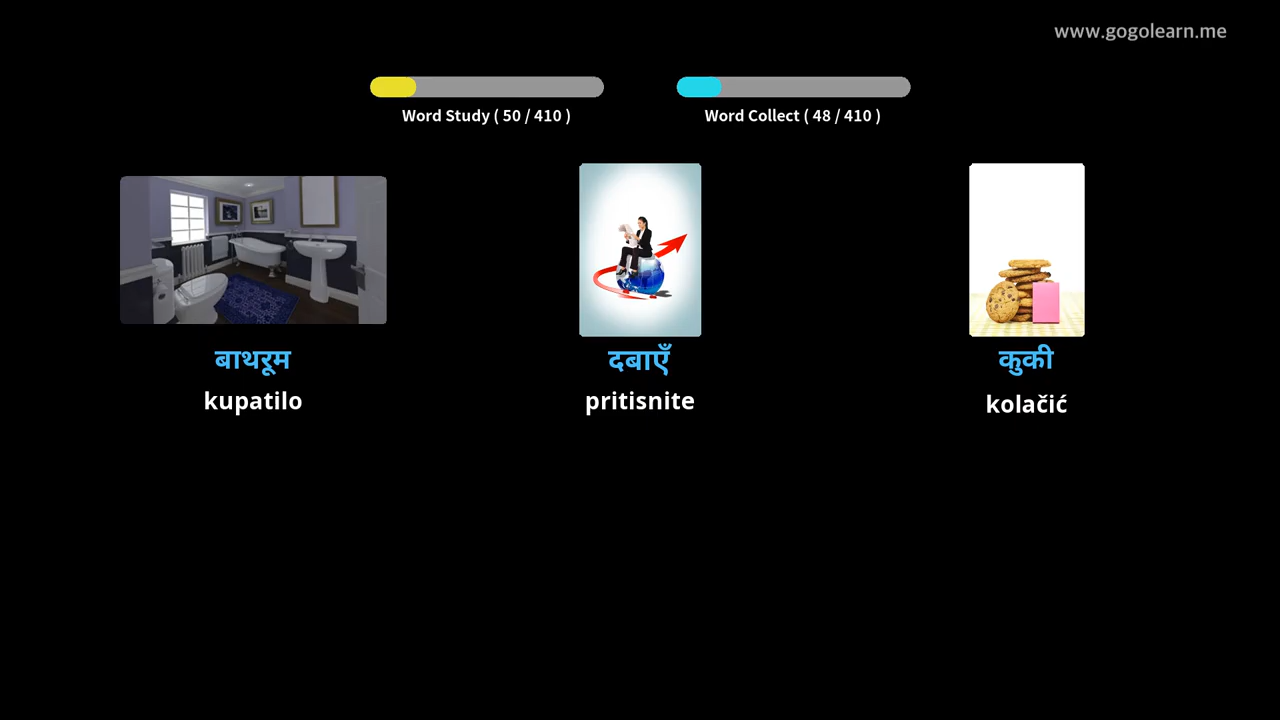 www.gogolearn.me
Word Study ( 50 / 410 )
Word Collect ( 48 / 410 )
बाथरूम
दबाएँ
कुकी
kupatilo
pritisnite
kolačić